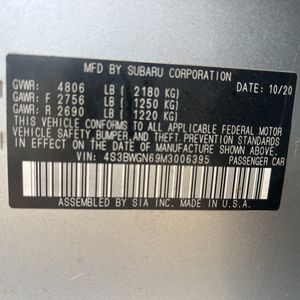 MFD BY SUBARU CORPORATION
GVWR: 4806 LB ( 2180 KG) 10/20
GAWR: F 2756 LB ( 1250 KG)
GAWR: R 2690 LB ( 1220 KG)
THIS VEHICLE CONFORMS TO ALL APPLICABLE FEDERAL MOTOR
VEHICLE SAFETY, BUMPER, AND THEFT PREVENTION STANDARDS
IN EFFECT ON THE DATE OF MANUFACTURE SHOWN ABOVE.
VIN: 4S3BWGN69M3006395 PASSENGER CAR
ASSEMBLED BY SIA INC. MADE IN U.S.A.